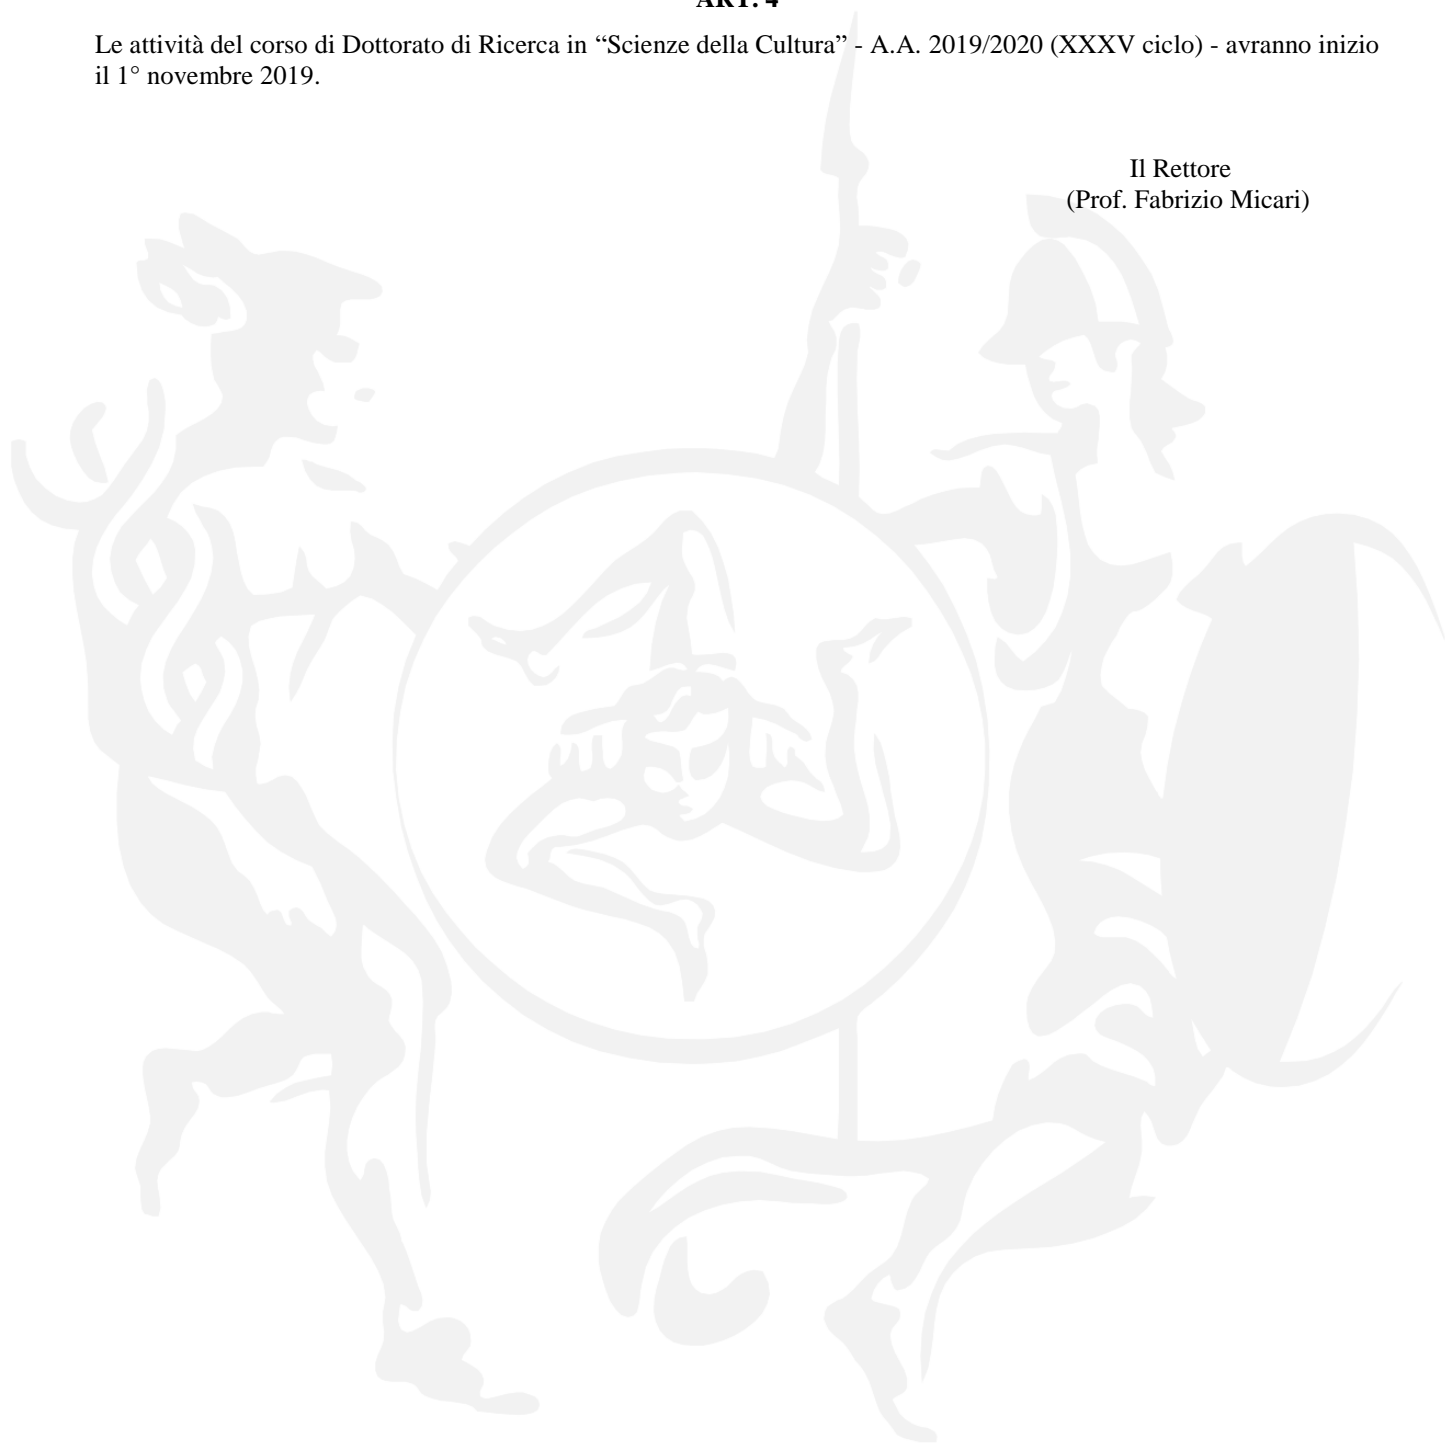 ART. 4
Le attività del corso di Dottorato di Ricerca in “Scienze della Cultura” - A.A. 2019/2020 (XXXV ciclo) - avranno inizio
il 1° novembre 2019.
Il Rettore
(Prof. Fabrizio Micari)